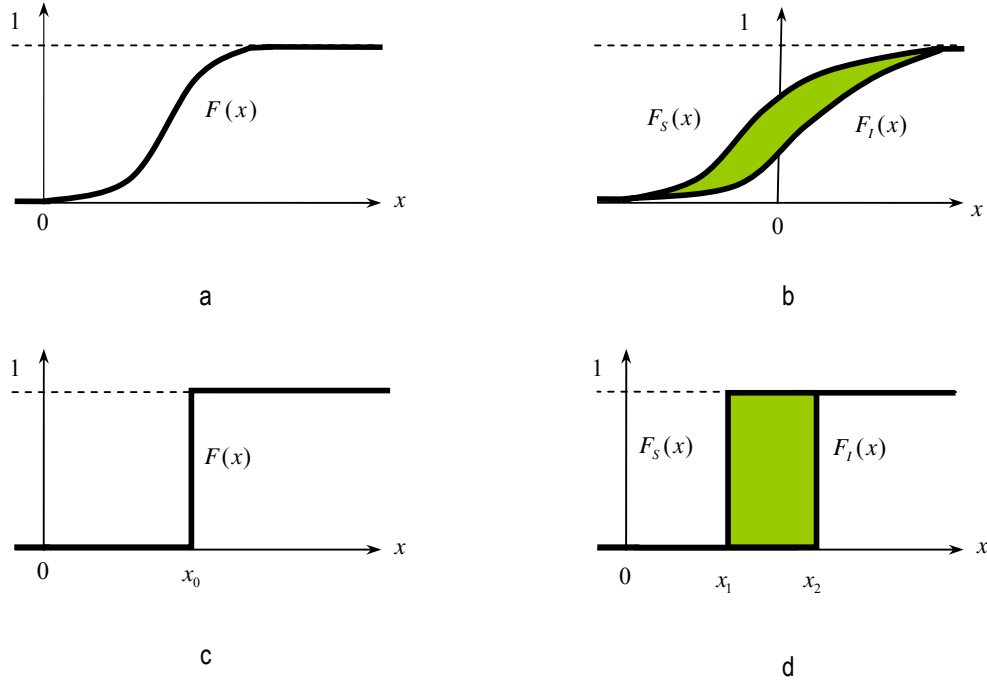 1
F(x)
0
x
a
1
F_S(x)
F_I(x)
0
x
b
1
F(x)
0
x_0
x
c
1
F_S(x)
F_I(x)
0
x_1
x_2
x
d